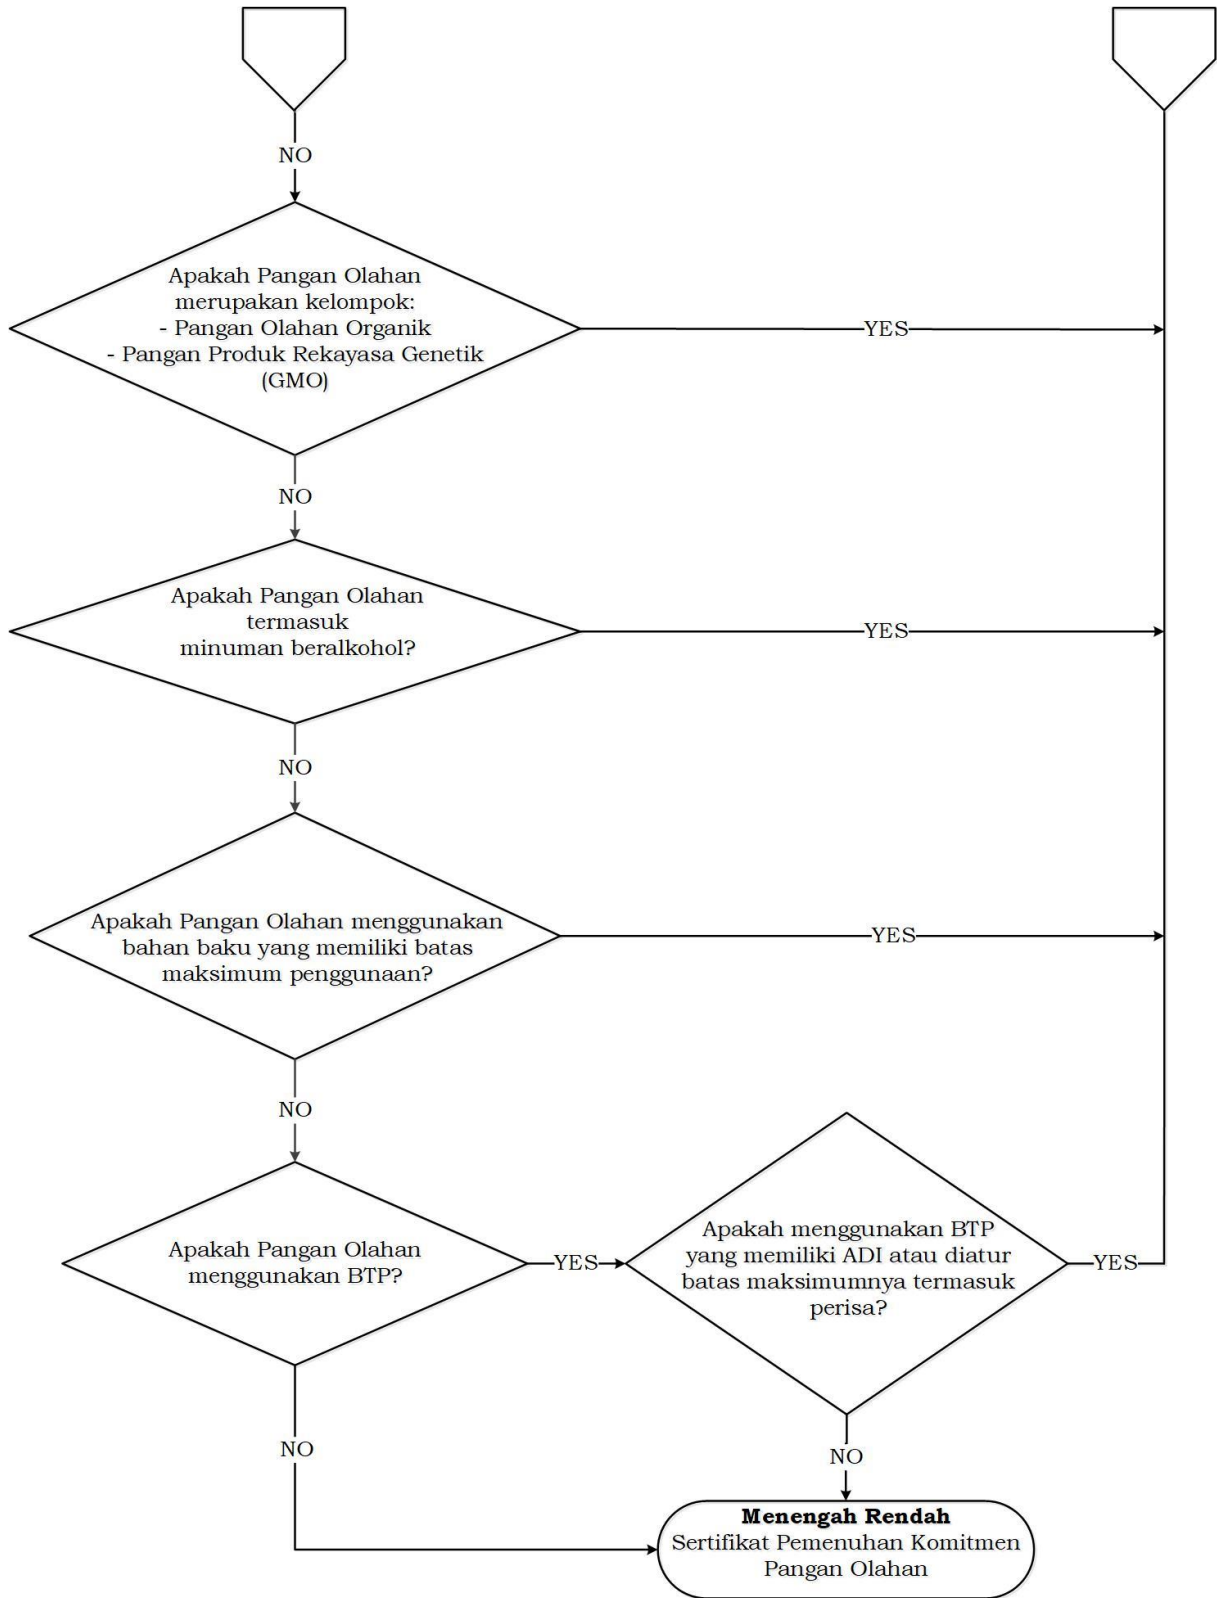 NO
Apakah Pangan Olahan
merupakan kelompok:
- Pangan Olahan Organik
- Pangan Produk Rekayasa Genetik
(GMO)
YES
NO
Apakah Pangan Olahan
termasuk
minuman beralkohol?
YES
NO
Apakah Pangan Olahan menggunakan
bahan baku yang memiliki batas
maksimum penggunaan?
YES
NO
Apakah Pangan Olahan
menggunakan BTP?
YES
Apakah menggunakan BTP
yang memiliki ADI atau diatur
batas maksimumnya termasuk
perisa?
YES
NO
NO
Menengah Rendah
Sertifikat Pemenuhan Komitmen
Pangan Olahan